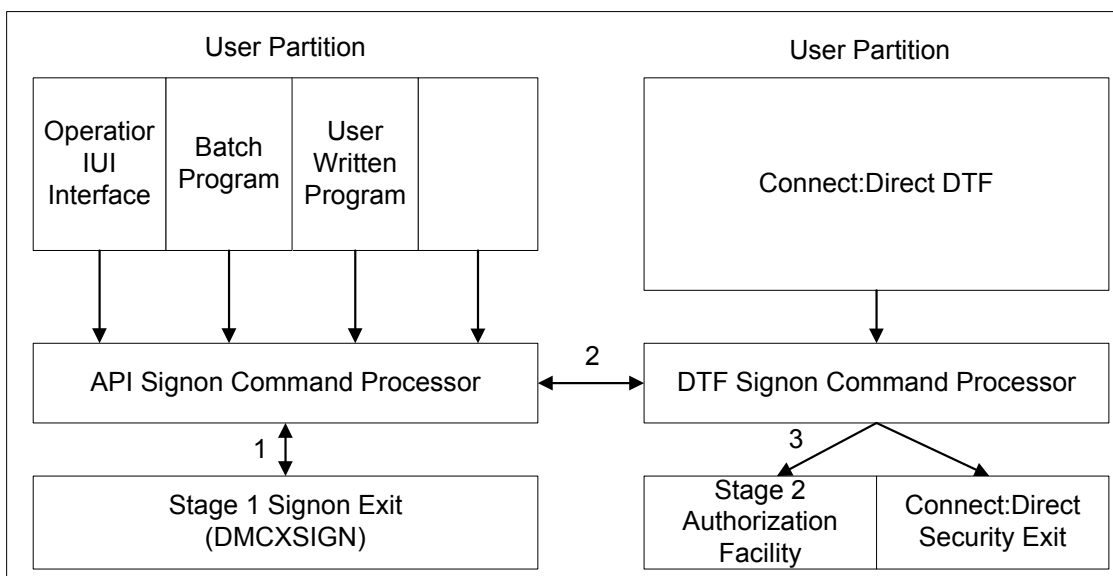 User Partition
User Partition
Operatior
IUI
Interface
Batch
Program
User
Written
Program
Connect:Direct DTF
API Signon Command Processor
2
DTF Signon Command Processor
1
3
Stage 1 Signon Exit
(DMCXSIGN)
Stage 2
Authorization
Facility
Connect:Direct
Security Exit